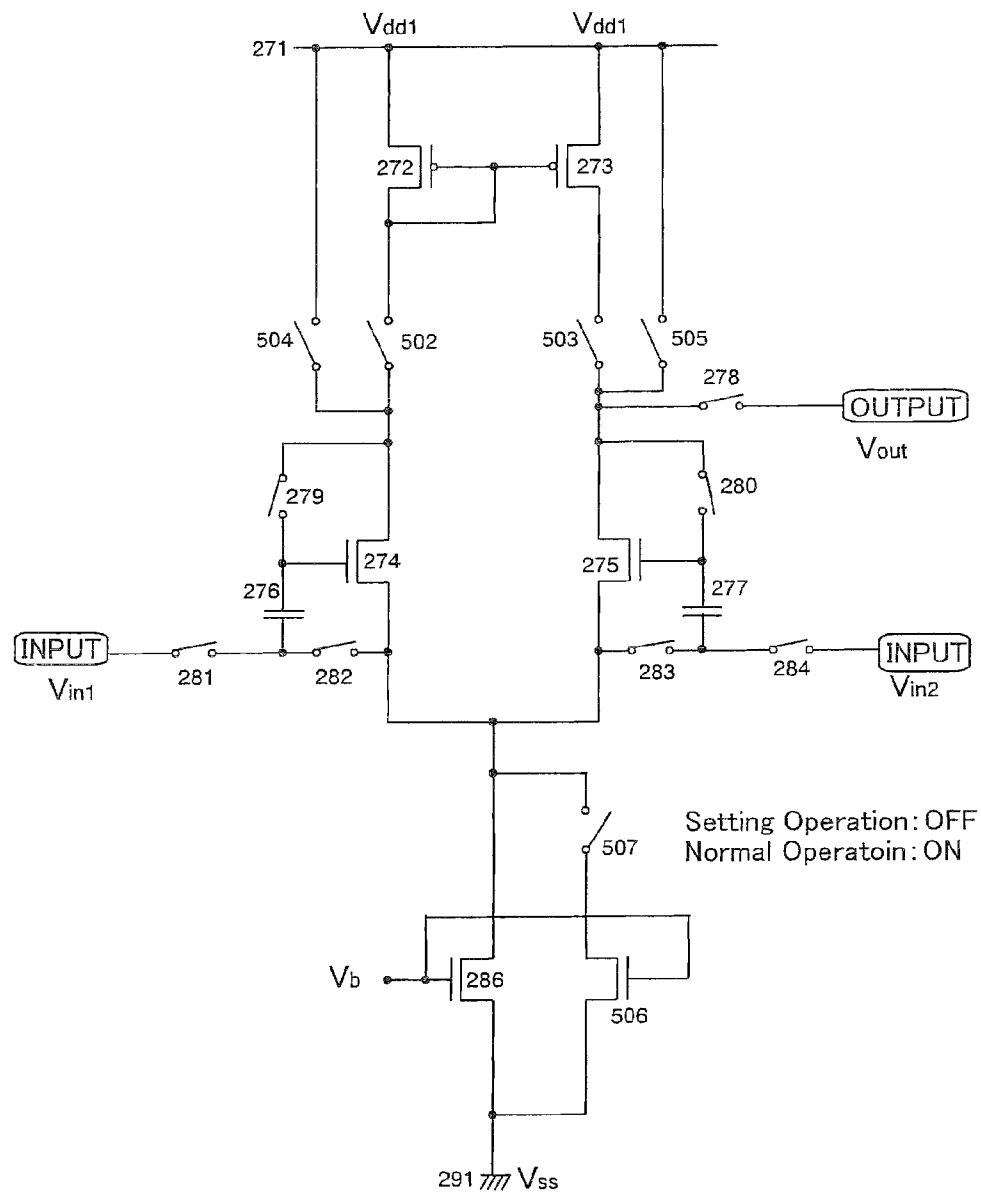 Vdd1 Vdd1
271
272 273
504 502 503 505
278
OUTPUT
Vout
279 280
274 275
276 277
INPUT INPUT
281 282 283 284
Vin1 Vin2
Setting Operation: OFF
Normal Operatoin: ON
507
Vb 286
506
291 Vss